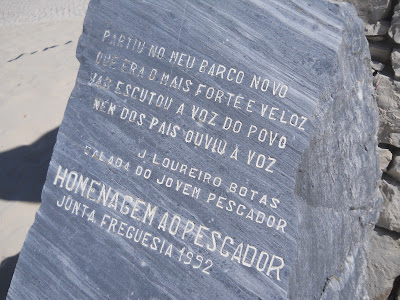 PARTIU NO MEU BARCO NOVO
QUE ERA O MAIS FORTE E VELOZ
NAS ESCUTOU A VOZ DO POVO
NEM DOS PAIS OUVIU A VOZ
J. LOUREIRO BOTAS
BALADA DO JOVEM PESCADOR
HOMENAGEM AO PESCADOR
JUNTA FREGUESIA 1992